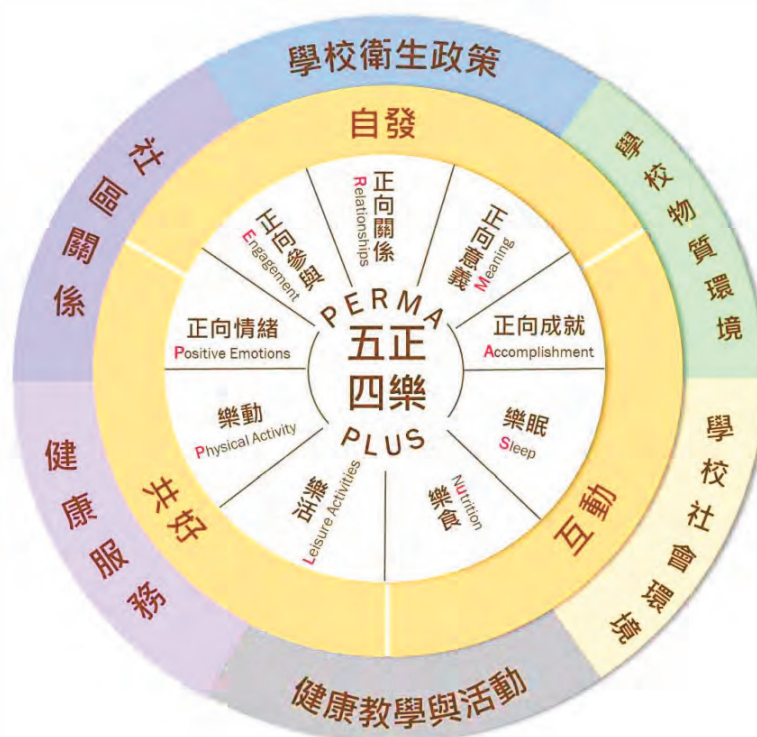 學校衛生政策
學校物質環境
學校社會環境
健康教學與活動
健康服務
社區關係
自發
互動
共好
正向情緒
Positive Emotions
正向參與
Engagement
正向關係
Relationships
正向意義
Meaning
正向成就
Accomplishment
樂眠
Sleep
樂食
Nutrition
樂活
Leisure Activities
樂動
Physical Activity
PERMA
五正
四樂
PLUS